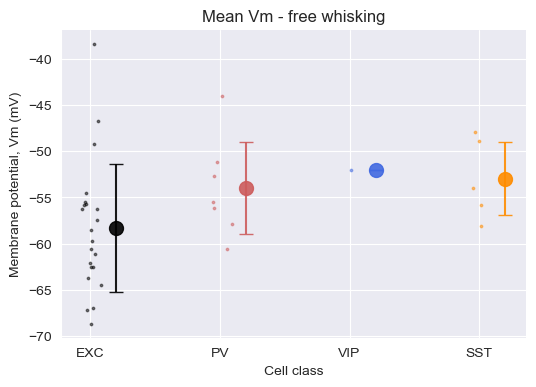 Mean Vm - free whisking
Membrane potential, Vm (mV)
−40
−45
−50
−55
−60
−65
−70
EXC PV VIP SST
Cell class